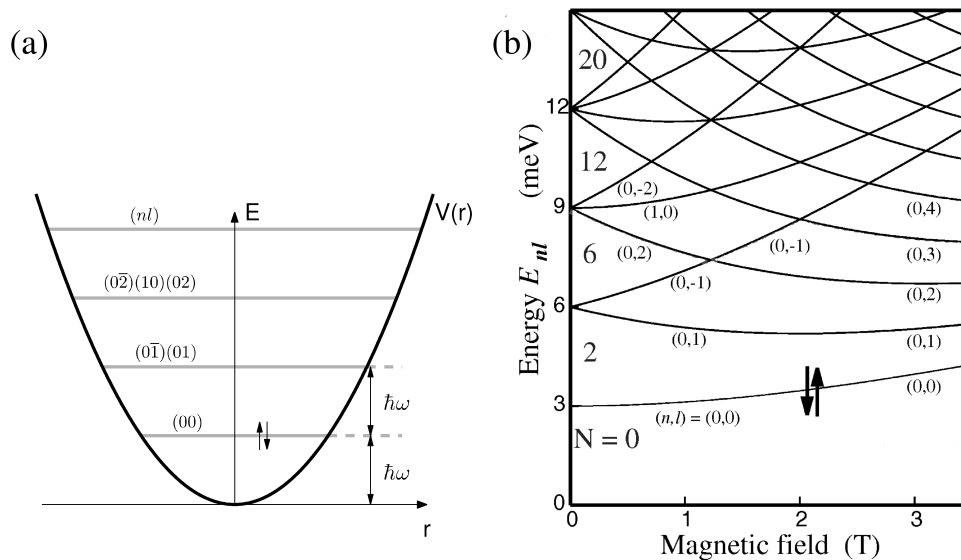 (a)
(nl)
E
V(r)
(02̅)(10)(02)
(01̅)(01)
ħω
(00)
ħω
r
(b)
Energy E nl (meV)
12
9
6
3
0
20
12
6
2
N = 0
(0,-2)
(1,0)
(0,4)
(0,2)
(0,-1)
(0,3)
(0,-1)
(0,2)
(0,1)
(0,1)
(0,0)
(n,l) = (0,0)
0
1
2
3
Magnetic field (T)